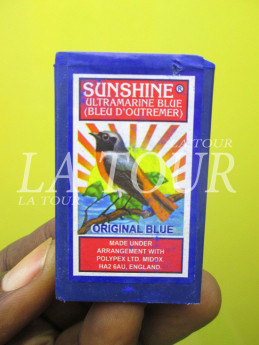 SUNSHINE ®
ULTRAMARINE BLUE
(BLEU D'OUTREMER)
LA TOUR
LA TOUR
LA TOUR
ORIGINAL BLUE
MADE UNDER
ARRANGEMENT WITH
POLYPEX LTD. MIDDX.
HA2 6AU, ENGLAND.